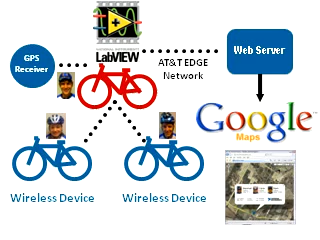 GPS
Receiver
LabVIEW
AT&T EDGE
Network
Web Server
Google
Maps
Wireless Device
Wireless Device